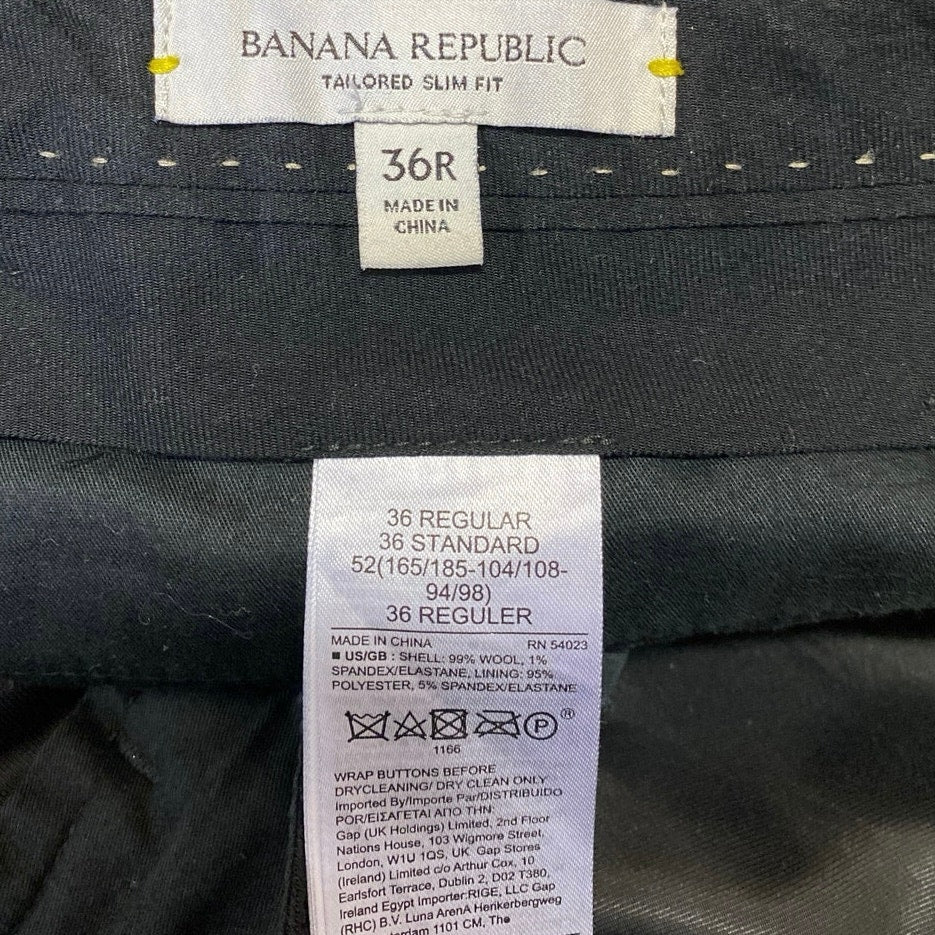 BANANA REPUBLIC
TAILORED SLIM FIT
36R
MADE IN
CHINA
36 REGULAR
36 STANDARD
52(165/185-104/108-
94/98)
36 REGULER
MADE IN CHINA RN 54023
■ US/GB : SHELL: 99% WOOL, 1%
SPANDEX/ELASTANE, LINING: 95%
POLYESTER, 5% SPANDEX/ELASTANE
P ®
1166
WRAP BUTTONS BEFORE
DRYCLEANING/ DRY CLEAN ONLY
Imported By/Importe Par/DISTRIBUIDO
POR/ΕΙΣΑΓΕΤΑΙ ΑΠΟ ΤΗΝ:
Gap (UK Holdings) Limited, 2nd Floor
Nations House, 103 Wigmore Street,
London, W1U 1QS, UK. Gap Stores
(Ireland) Limited c/o Arthur Cox, 10
Earlsfort Terrace, Dublin 2, D02 T380,
Ireland Egypt Importer:RIGE, LLC Gap
(RHC) B.V. Luna ArenA Herikerbergweg
1101 CM, The